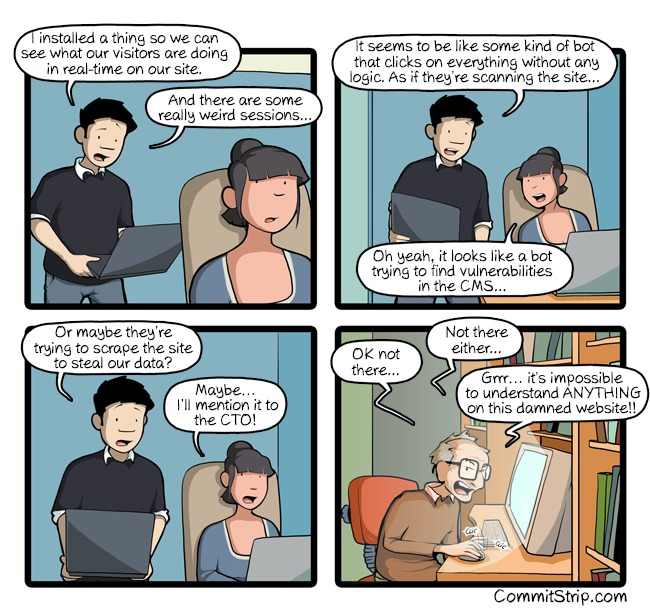 I installed a thing so we can
see what our visitors are doing
in real-time on our site.
And there are some
really weird sessions...
It seems to be like some kind of bot
that clicks on everything without any
logic. As if they're scanning the site...
Oh yeah, it looks like a bot
trying to find vulnerabilities
in the CMS...
Or maybe they're
trying to scrape the site
to steal our data?
Maybe...
I'll mention it to
the CTO!
OK not
there...
Not there
either...
Grrr... it's impossible
to understand ANYTHING
on this damned website!!
CLIC
CLIC
CommitStrip.com